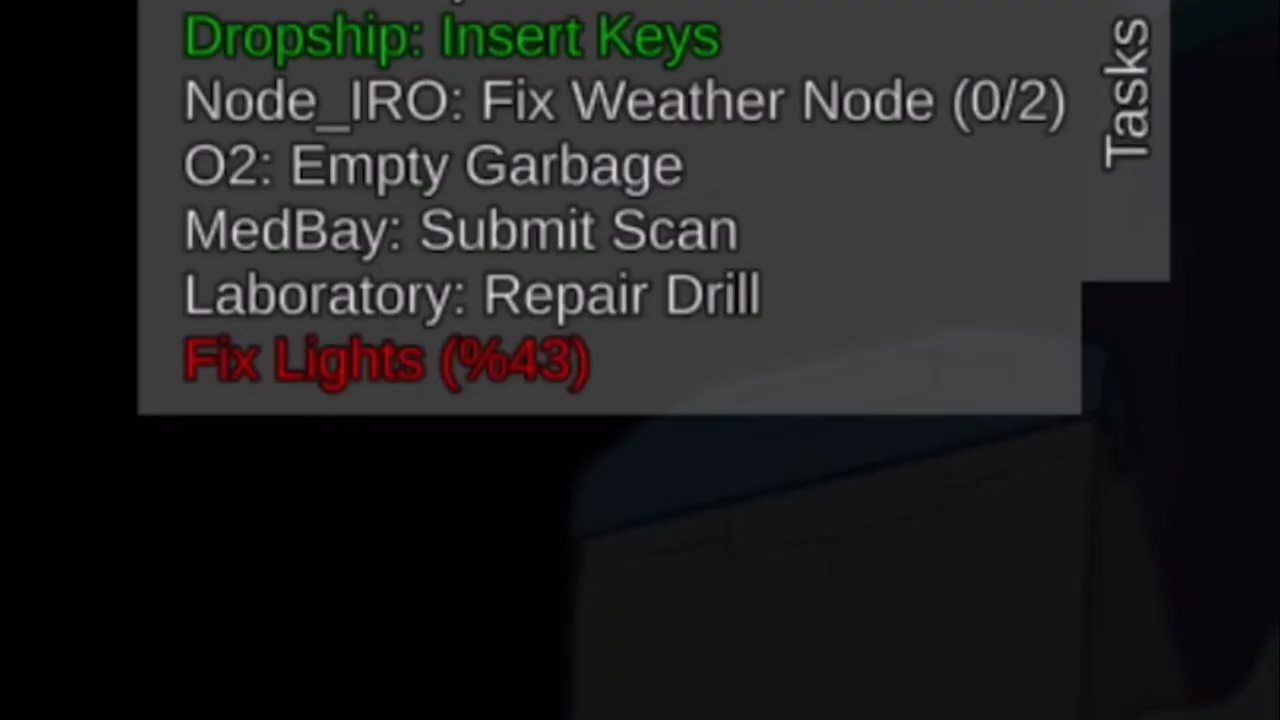 Dropship: Insert Keys
Node_IRO: Fix Weather Node (0/2)
O2: Empty Garbage
MedBay: Submit Scan
Laboratory: Repair Drill
Fix Lights (%43)
Tasks